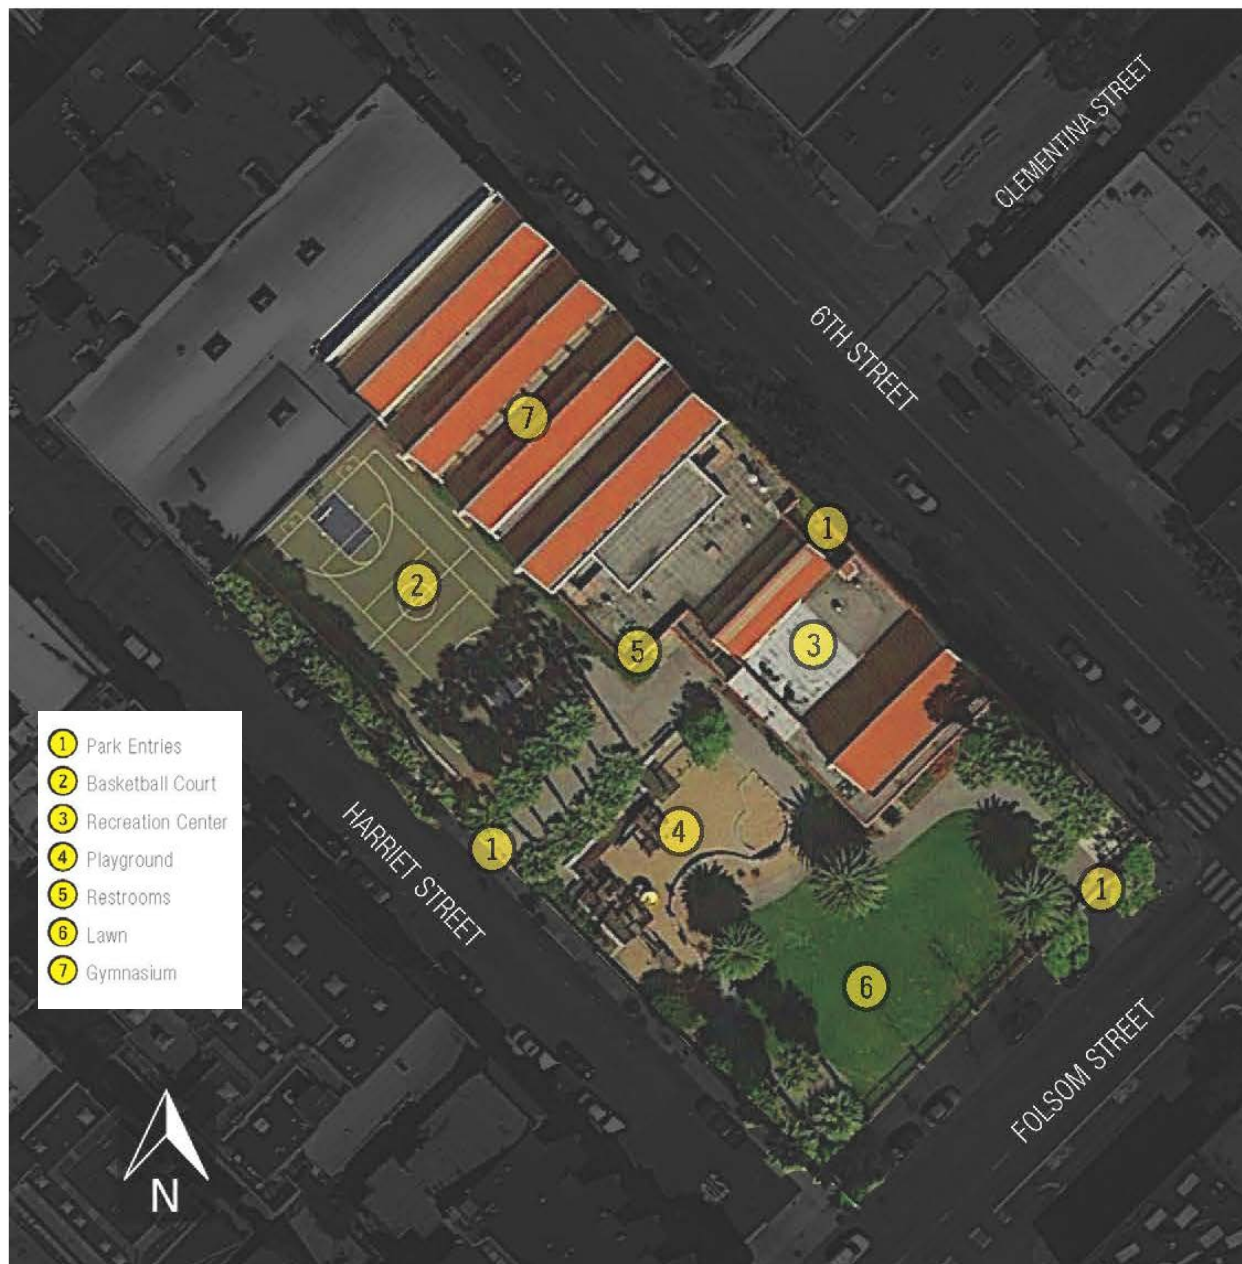 CLEMENTINA STREET
6TH STREET
7
1
2
5
3
1 Park Entries
2 Basketball Court
3 Recreation Center
4 Playground
5 Restrooms
6 Lawn
7 Gymnasium
HARRIET STREET
4
1
1
6
FOLSOM STREET
N